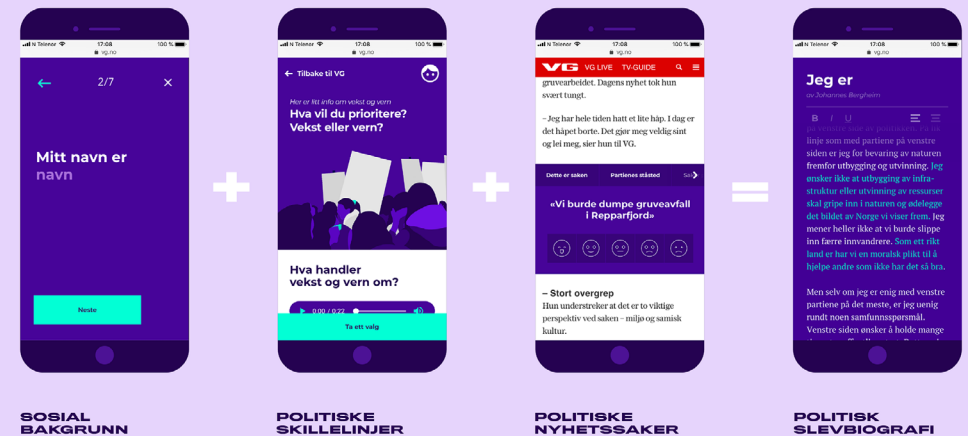 N Telenor 17:08 100 %
vg.no
2/7
Mitt navn er
navn
Neste
SOSIAL
BAKGRUNN
N Telenor 17:08 100 %
vg.no
Tilbake til VG
Her er litt info om vekst og vern
Hva vil du prioritere?
Vekst eller vern?
Hva handler
vekst og vern om?
0:00 / 0:22
Ta ett valg
POLITISKE
SKILLELINJER
N Telenor 17:08 100 %
vg.no
VG VG LIVE TV-GUIDE
gruvearbeidet. Dagens nyhet tok hun
svært tungt.
– Jeg har hele tiden hatt et lite håp. I dag er
det håpet borte. Det gjør meg veldig sint
og lei meg, sier hun til VG.
Dette er saken Partienes ståsted
«Vi burde dumpe gruveavfall
i Repparfjord»
– Stort overgrep
Hun understreker at det er to viktige
perspektiv ved saken – miljø og samisk
kultur.
POLITISKE
NYHETSSAKER
N Telenor 17:08 100 %
vg.no
Jeg er
av Johannes Bergheim
B I U
linje som med partiene på venstre
siden er jeg for bevaring av naturen
fremfor utbygging og utvinning. Jeg
ønsker ikke at utbygging av infra-
struktur eller utvinning av ressurser
skal gripe inn i naturen og ødelegge
det bildet av Norge vi viser frem. Jeg
mener heller ikke at vi burde slippe
inn færre innvandrere. Som ett rikt
land er har vi en moralsk plikt til å
hjelpe andre som ikke har det så bra.
Men selv om jeg er enig med venstre
partiene på det meste, er jeg uenig
rundt noen samfunnsspørsmål.
Venstre siden ønsker å holde mange
POLITISK
SLEVBIOGRAFI